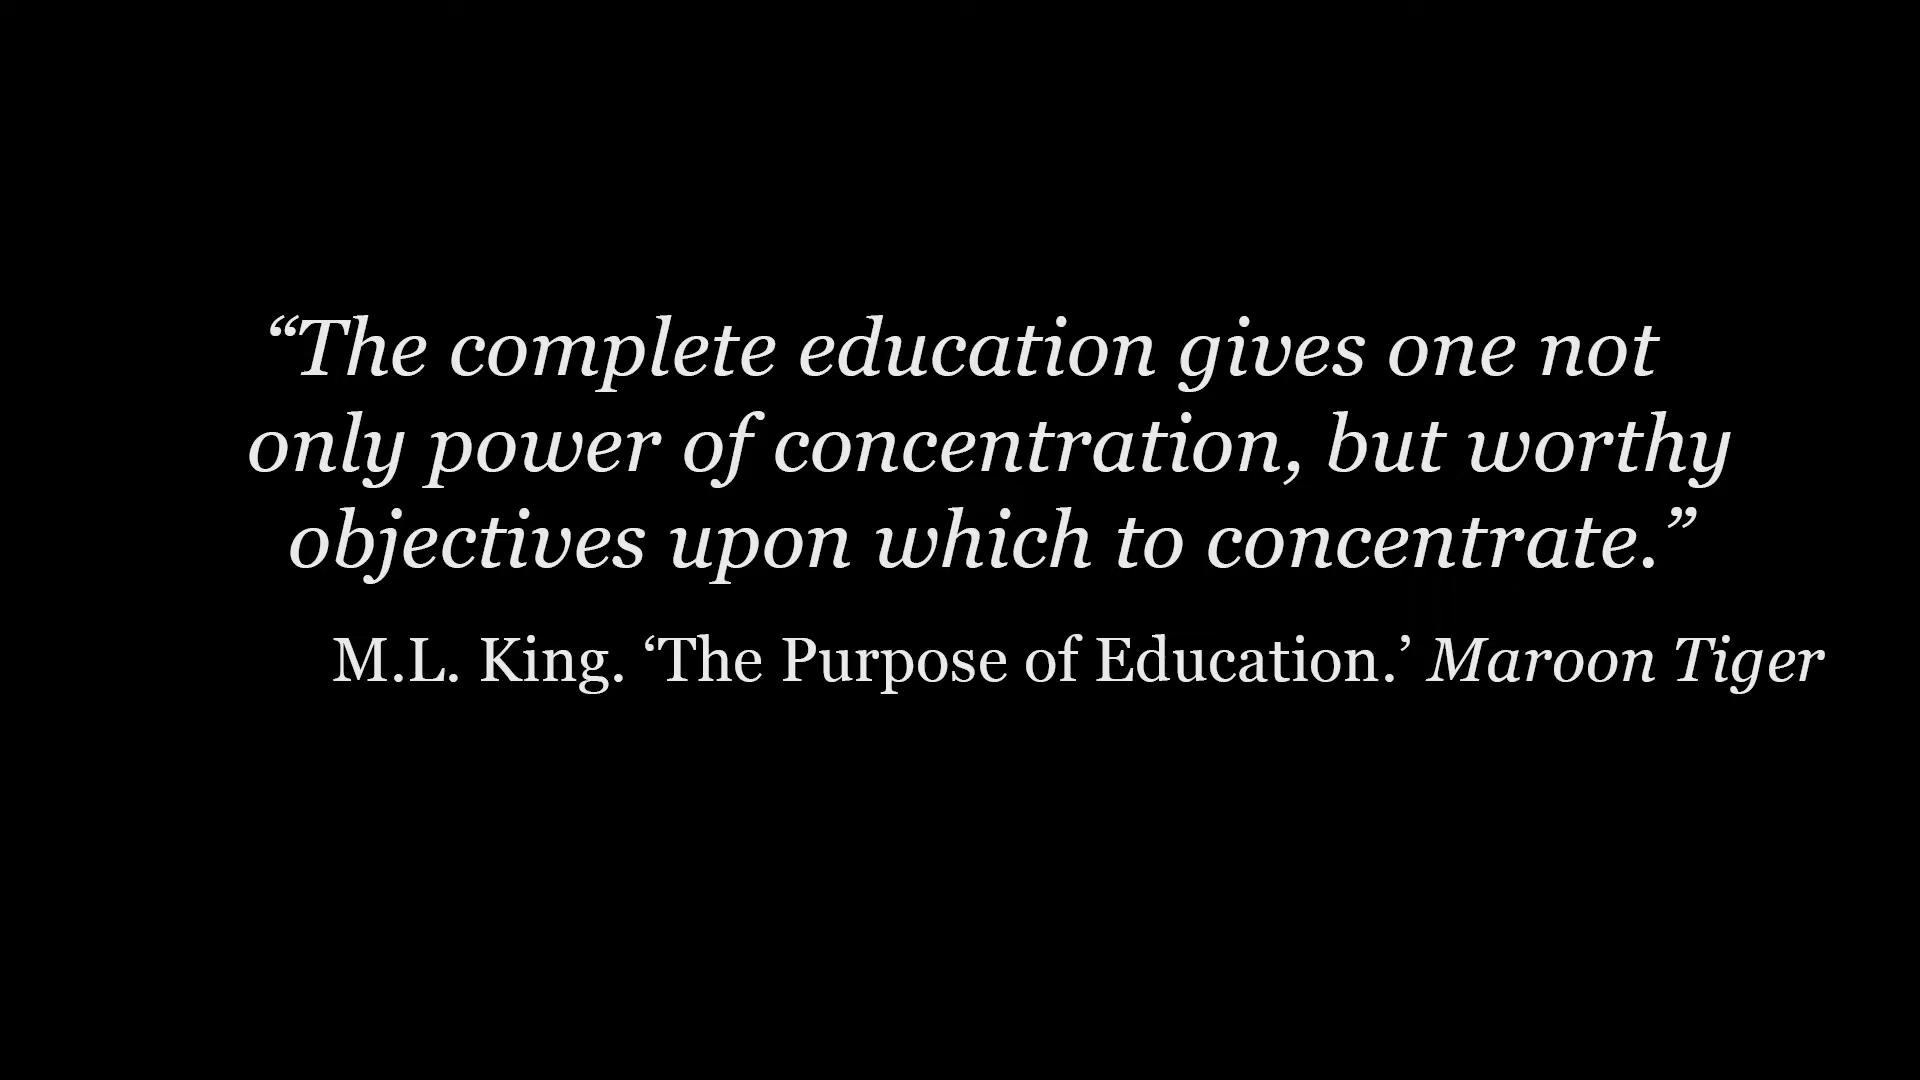 “The complete education gives one not
only power of concentration, but worthy
objectives upon which to concentrate.”
M.L. King. ‘The Purpose of Education.’ Maroon Tiger